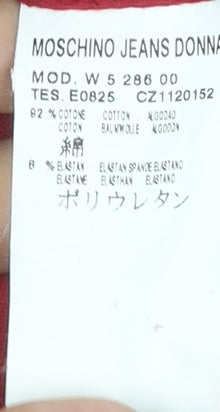 MOSCHINO JEANS DONNA
MOD. W 5 286 00
TES. E0825 CZ1120152
92 % COTONE COTTON ALGODAO
COTON BAUMWOLLE ALGODON
綿
8 % ELASTAN ELASTAN SPANDE ELASTANO
ELASTANE ELASTHAN ELASTANO
ポリウレタン